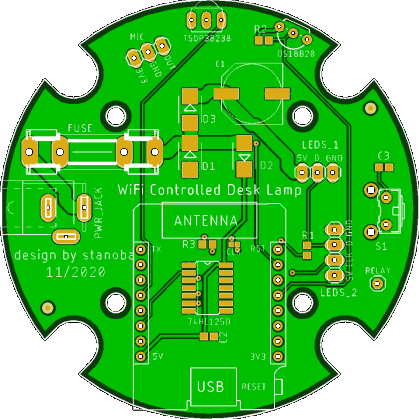 TSOP38238
R2
DS18B20
MIC
OUT
GND
3V3
C1
D3
FUSE
LEDS_1
5V D GND
D1
D2
C3
WiFi Controlled Desk Lamp
PWR_JACK
ANTENNA
S1
design by stanoba
11/2020
TX
R3
RST
R1
RELAY
LEDS_2
74HC125D
C2
5V
3V3
USB
RESET